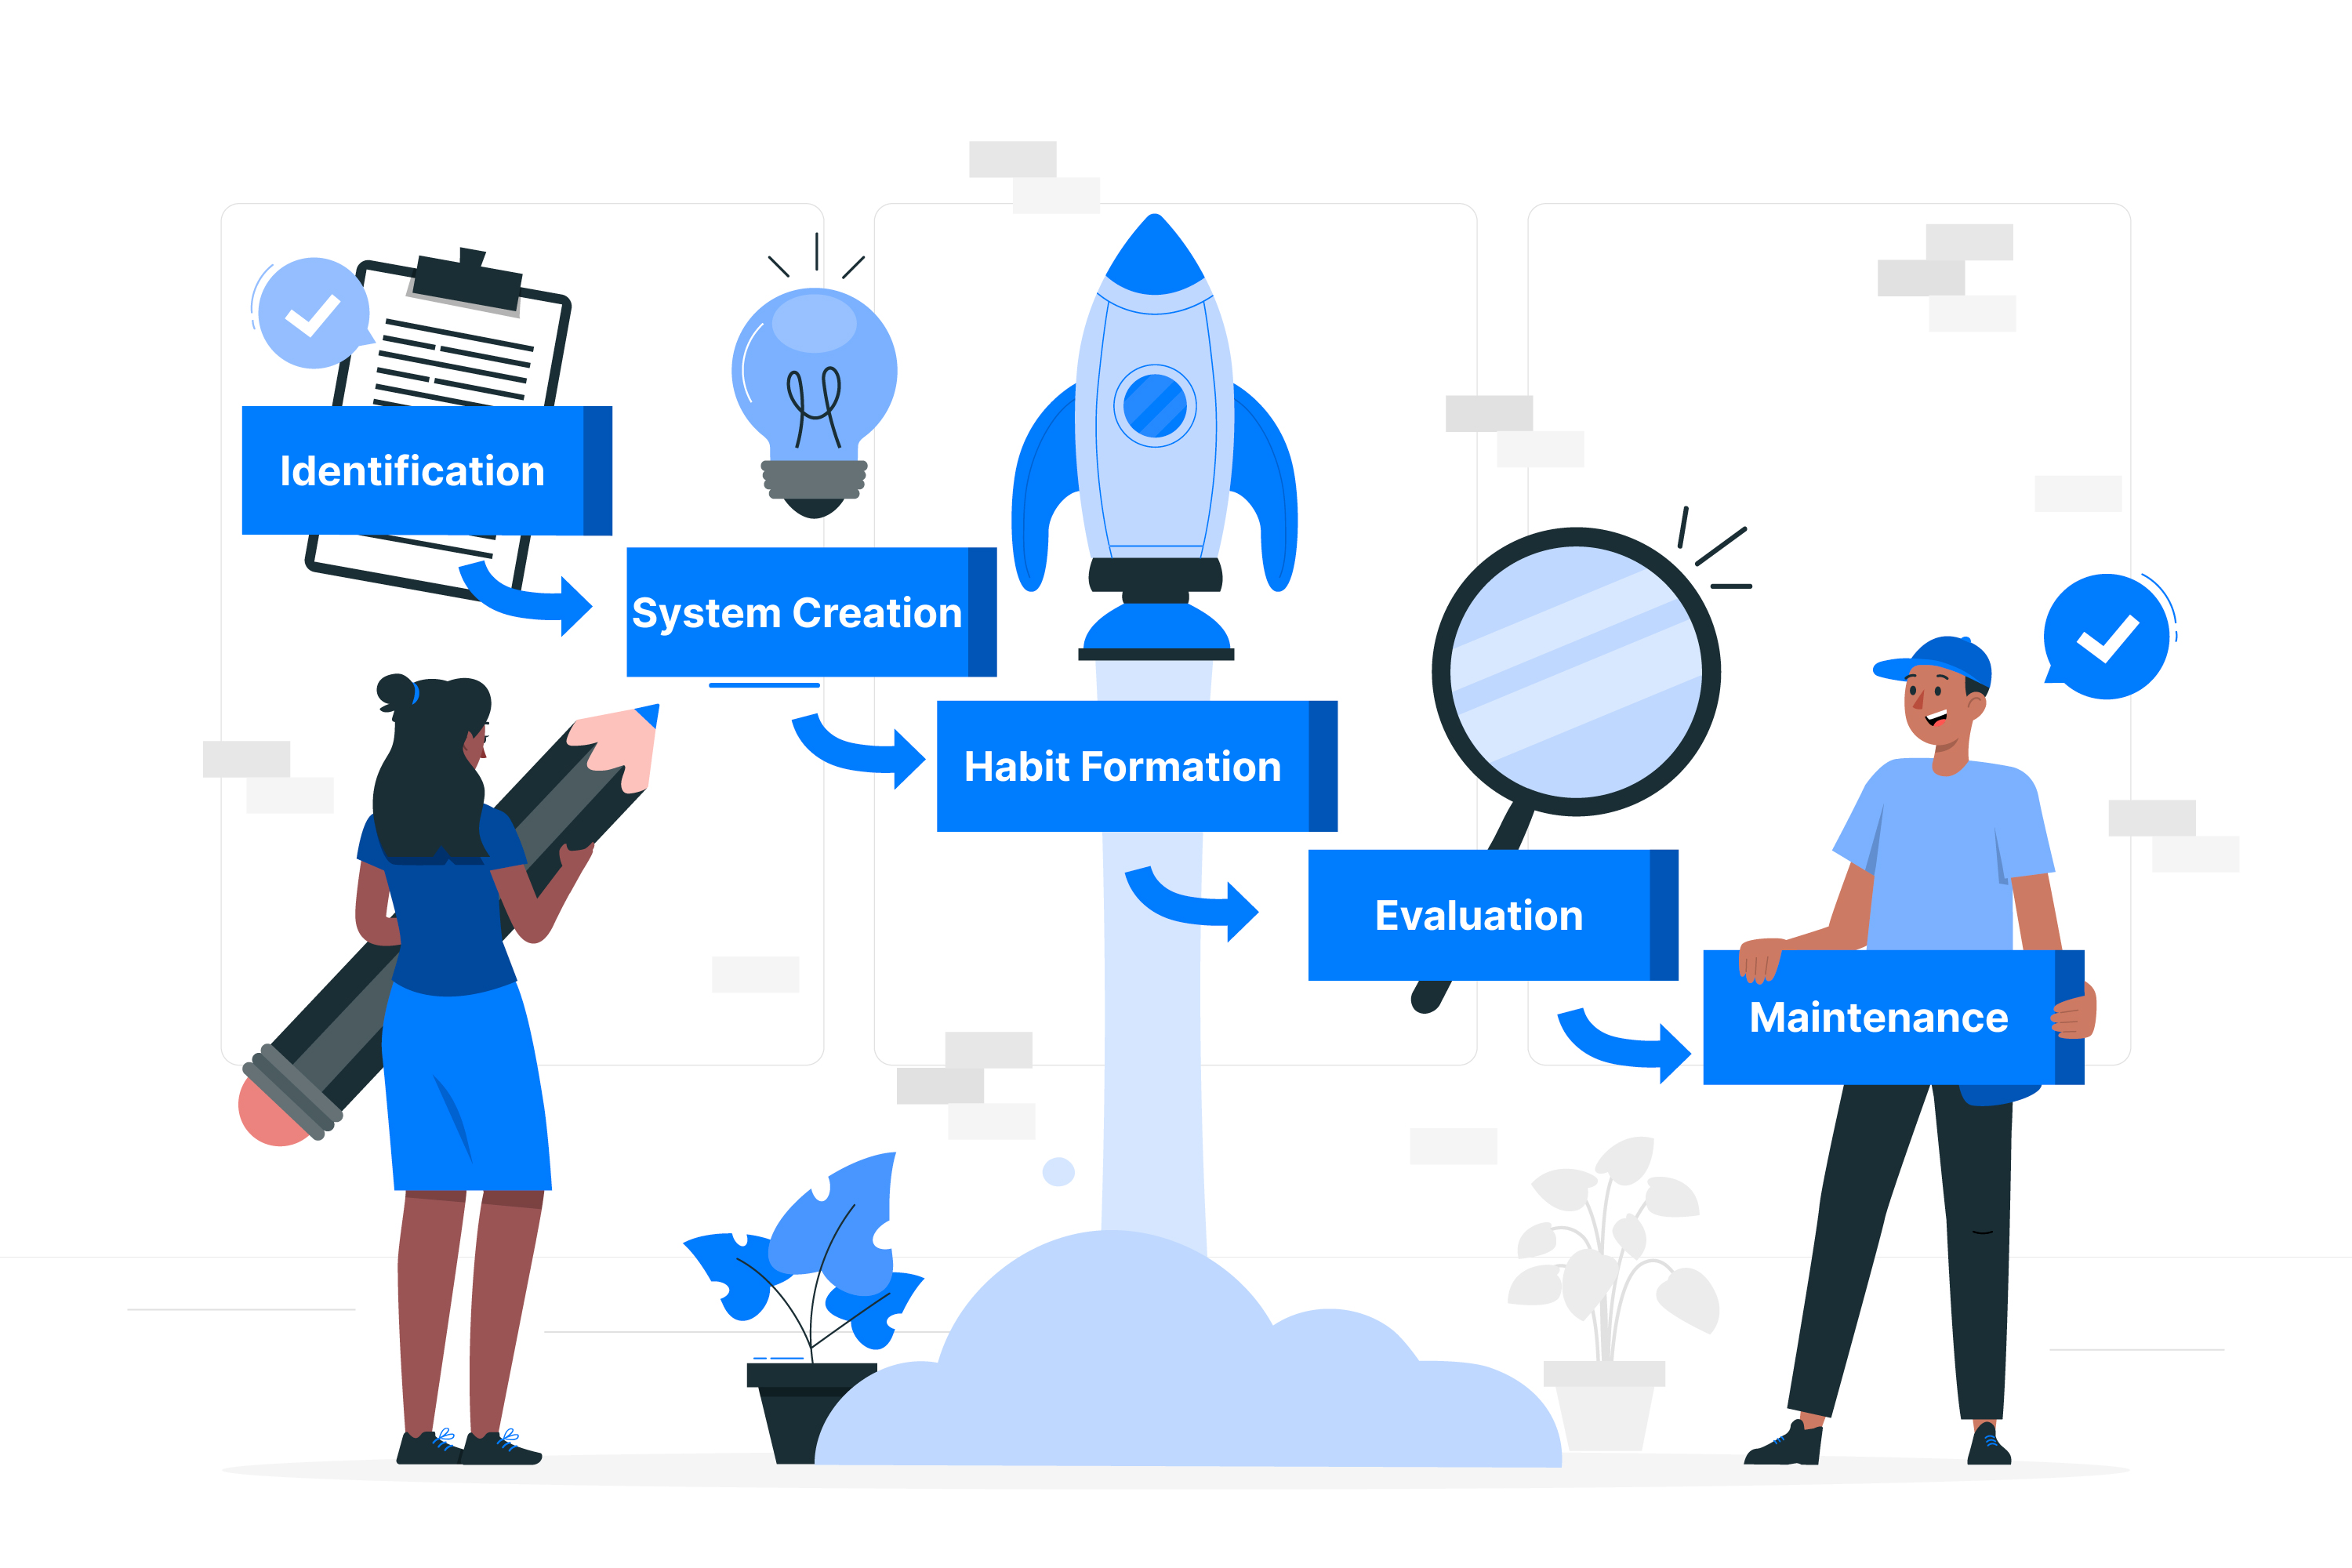 Identification
System Creation
Habit Formation
Evaluation
Maintenance